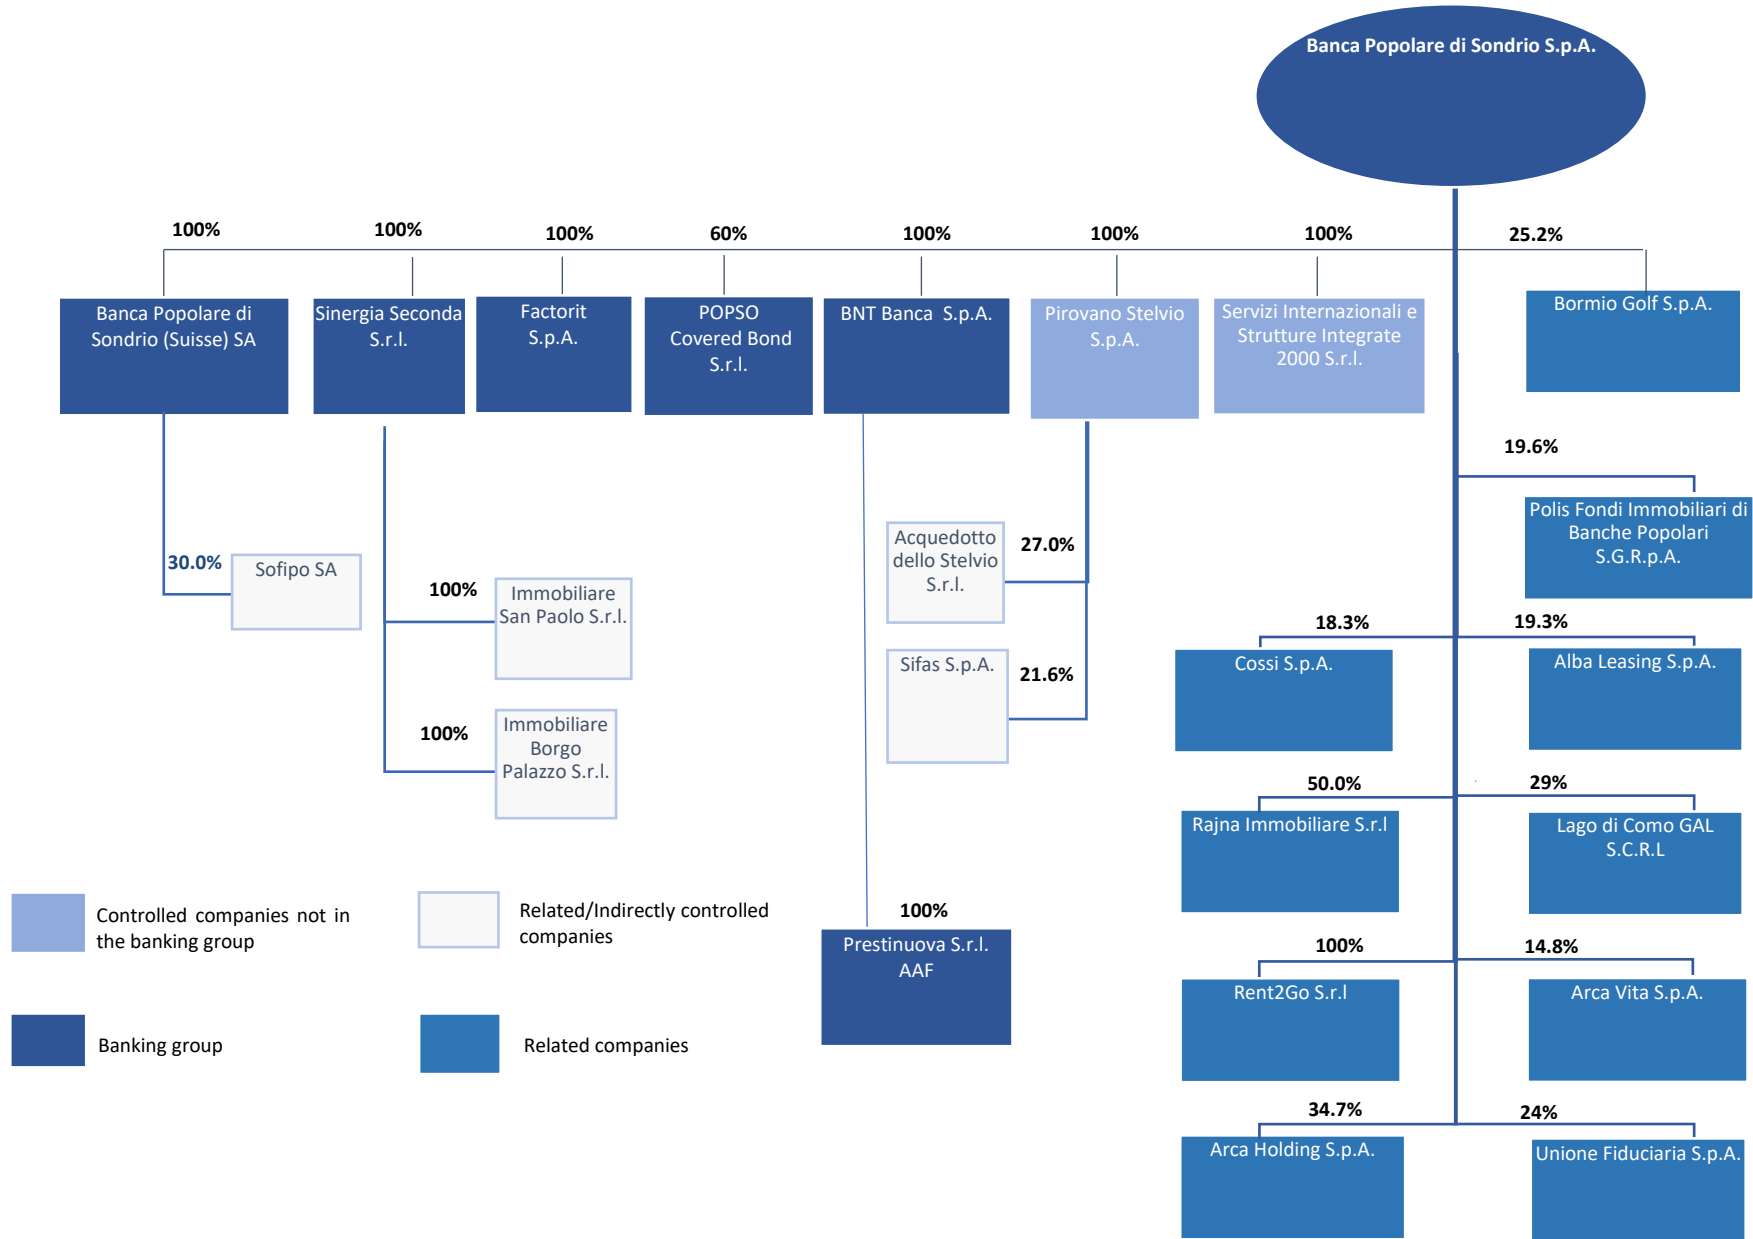 Banca Popolare di Sondrio S.p.A.
100%
100%
100%
60%
100%
100%
100%
25.2%
Banca Popolare di
Sondrio (Suisse) SA
Sinergia Seconda
S.r.l.
Factorit
S.p.A.
POPSO
Covered Bond
S.r.l.
BNT Banca S.p.A.
Pirovano Stelvio
S.p.A.
Servizi Internazionali e
Strutture Integrate
2000 S.r.l.
Bormio Golf S.p.A.
19.6%
Polis Fondi Immobiliari di
Banche Popolari
S.G.R.p.A.
30.0%
Sofipo SA
100%
Immobiliare
San Paolo S.r.l.
100%
Immobiliare
Borgo
Palazzo S.r.l.
Acquedotto
dello Stelvio
S.r.l.
27.0%
Sifas S.p.A.
21.6%
18.3%
19.3%
Cossi S.p.A.
Alba Leasing S.p.A.
50.0%
29%
Rajna Immobiliare S.r.l
Lago di Como GAL
S.C.R.L
100%
14.8%
Rent2Go S.r.l
Arca Vita S.p.A.
34.7%
24%
Arca Holding S.p.A.
Unione Fiduciaria S.p.A.
100%
Prestinuova S.r.l.
AAF
Controlled companies not in
the banking group
Related/Indirectly controlled
companies
Banking group
Related companies